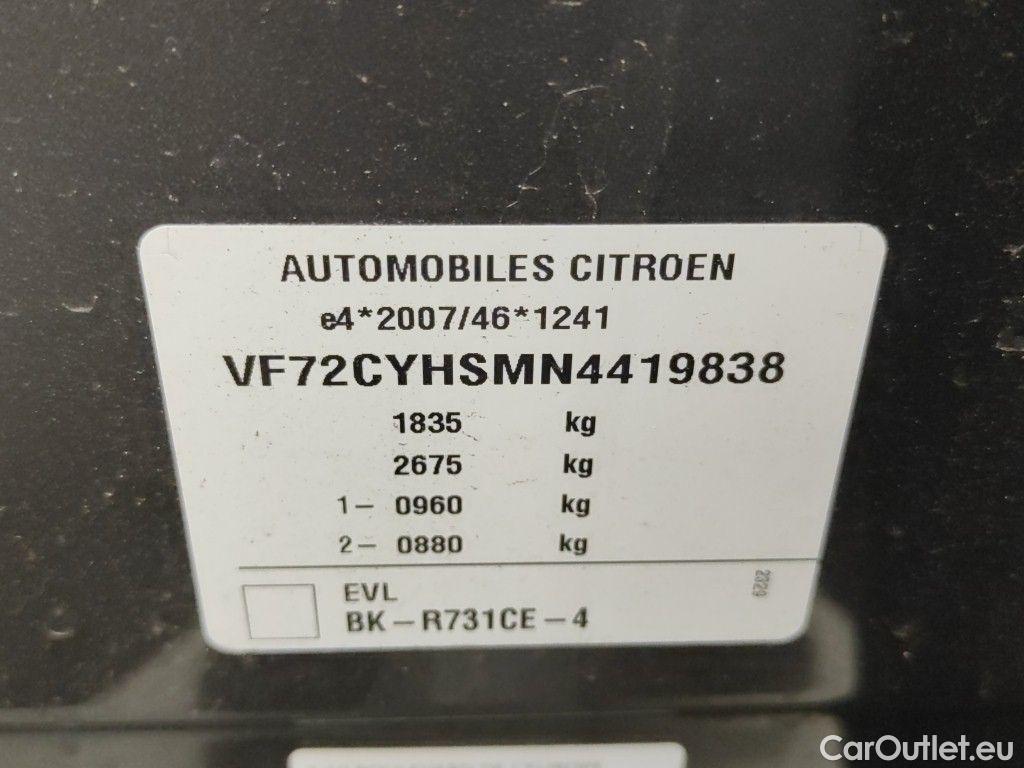 AUTOMOBILES CITROEN
e4*2007/46*1241
VF72CYHSMN4419838
1835 kg
2675 kg
1- 0960 kg
2- 0880 kg
2329
EVL
BK-R731CE-4
CarOutlet.eu